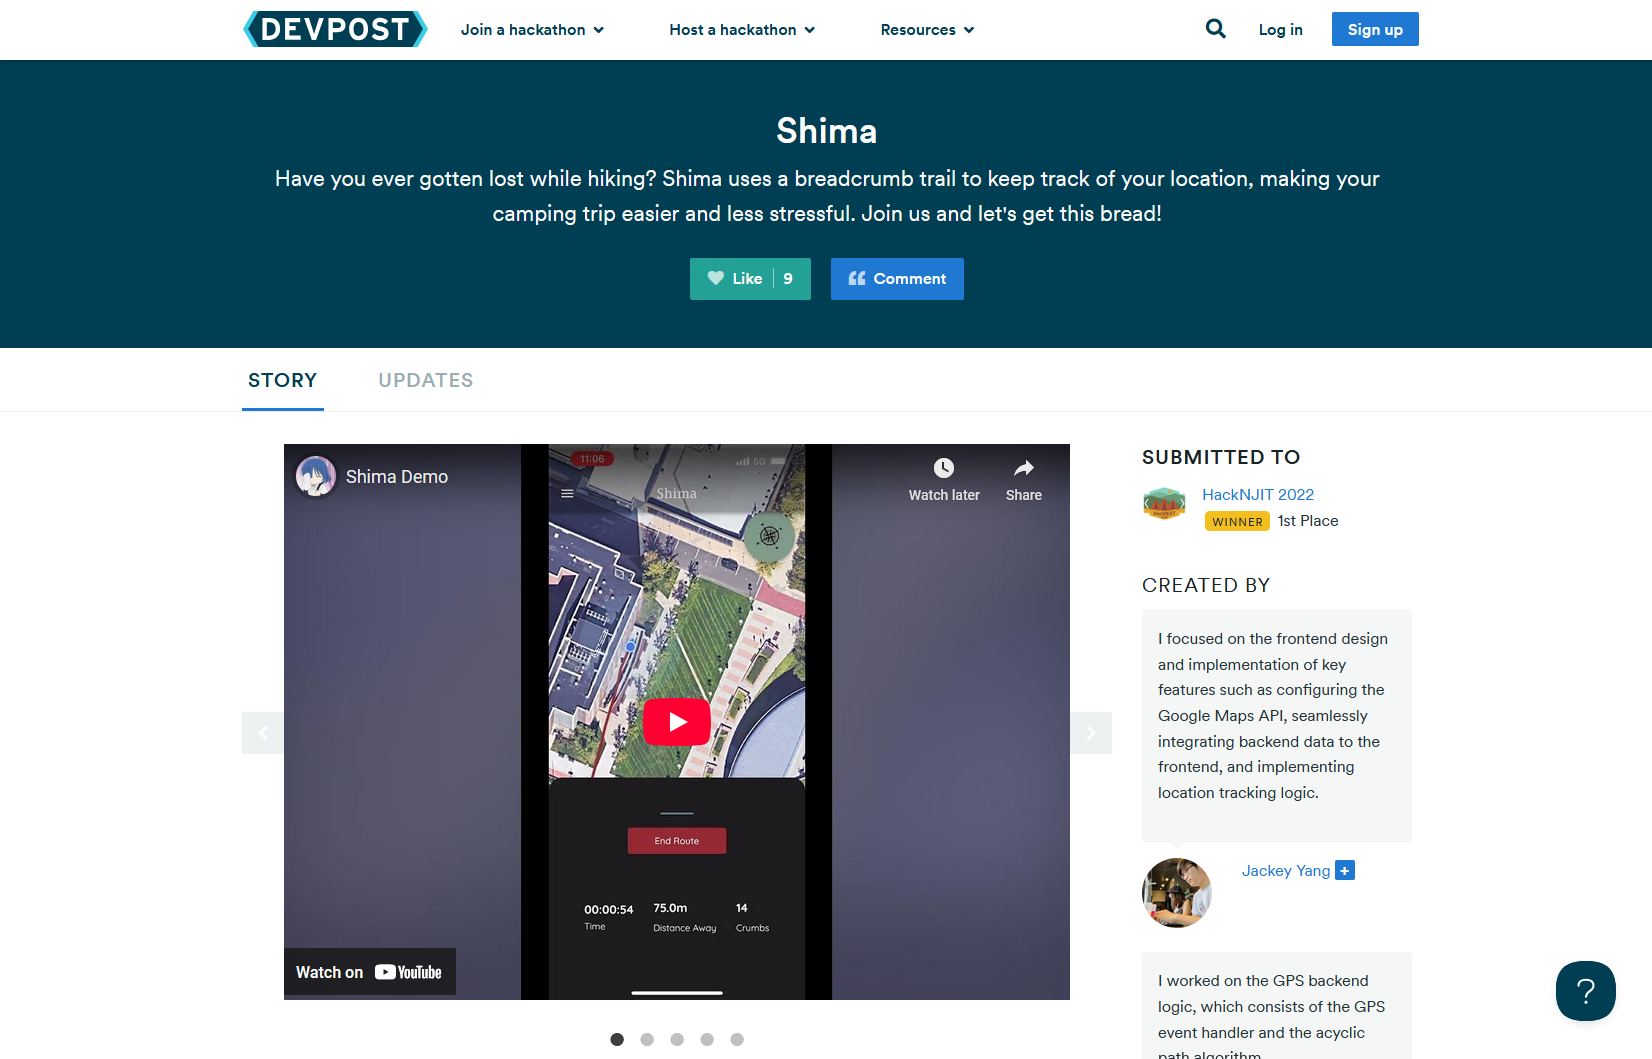 DEVPOST
Join a hackathon
Host a hackathon
Resources
Log in
Sign up
Shima
Have you ever gotten lost while hiking? Shima uses a breadcrumb trail to keep track of your location, making your
camping trip easier and less stressful. Join us and let's get this bread!
Like 9
Comment
STORY
UPDATES
Shima Demo
11:06
5G
Shima
Watch later
Share
End Route
00:00:54
Time
75.0m
Distance Away
14
Crumbs
Watch on YouTube
SUBMITTED TO
HackNJIT 2022
WINNER 1st Place
CREATED BY
I focused on the frontend design
and implementation of key
features such as configuring the
Google Maps API, seamlessly
integrating backend data to the
frontend, and implementing
location tracking logic.
Jackey Yang +
I worked on the GPS backend
logic, which consists of the GPS
event handler and the acyclic
path algorithm.
?